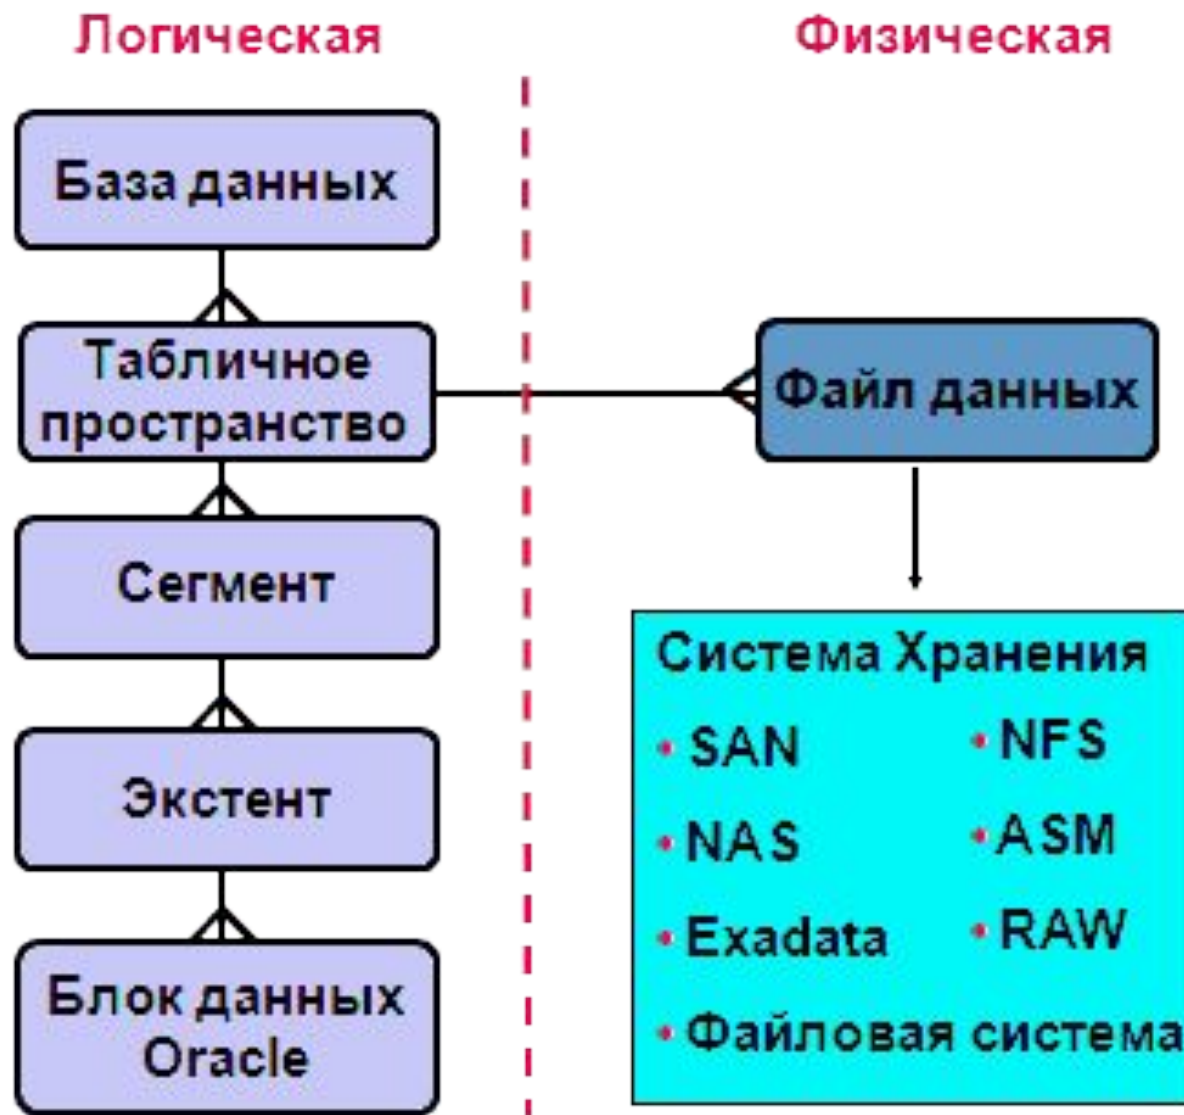 Логическая
Физическая
База данных
Табличное
пространство
Файл данных
Сегмент
Экстент
Блок данных
Oracle
Система Хранения
• SAN
• NFS
• NAS
• ASM
• Exadata
• RAW
• Файловая система